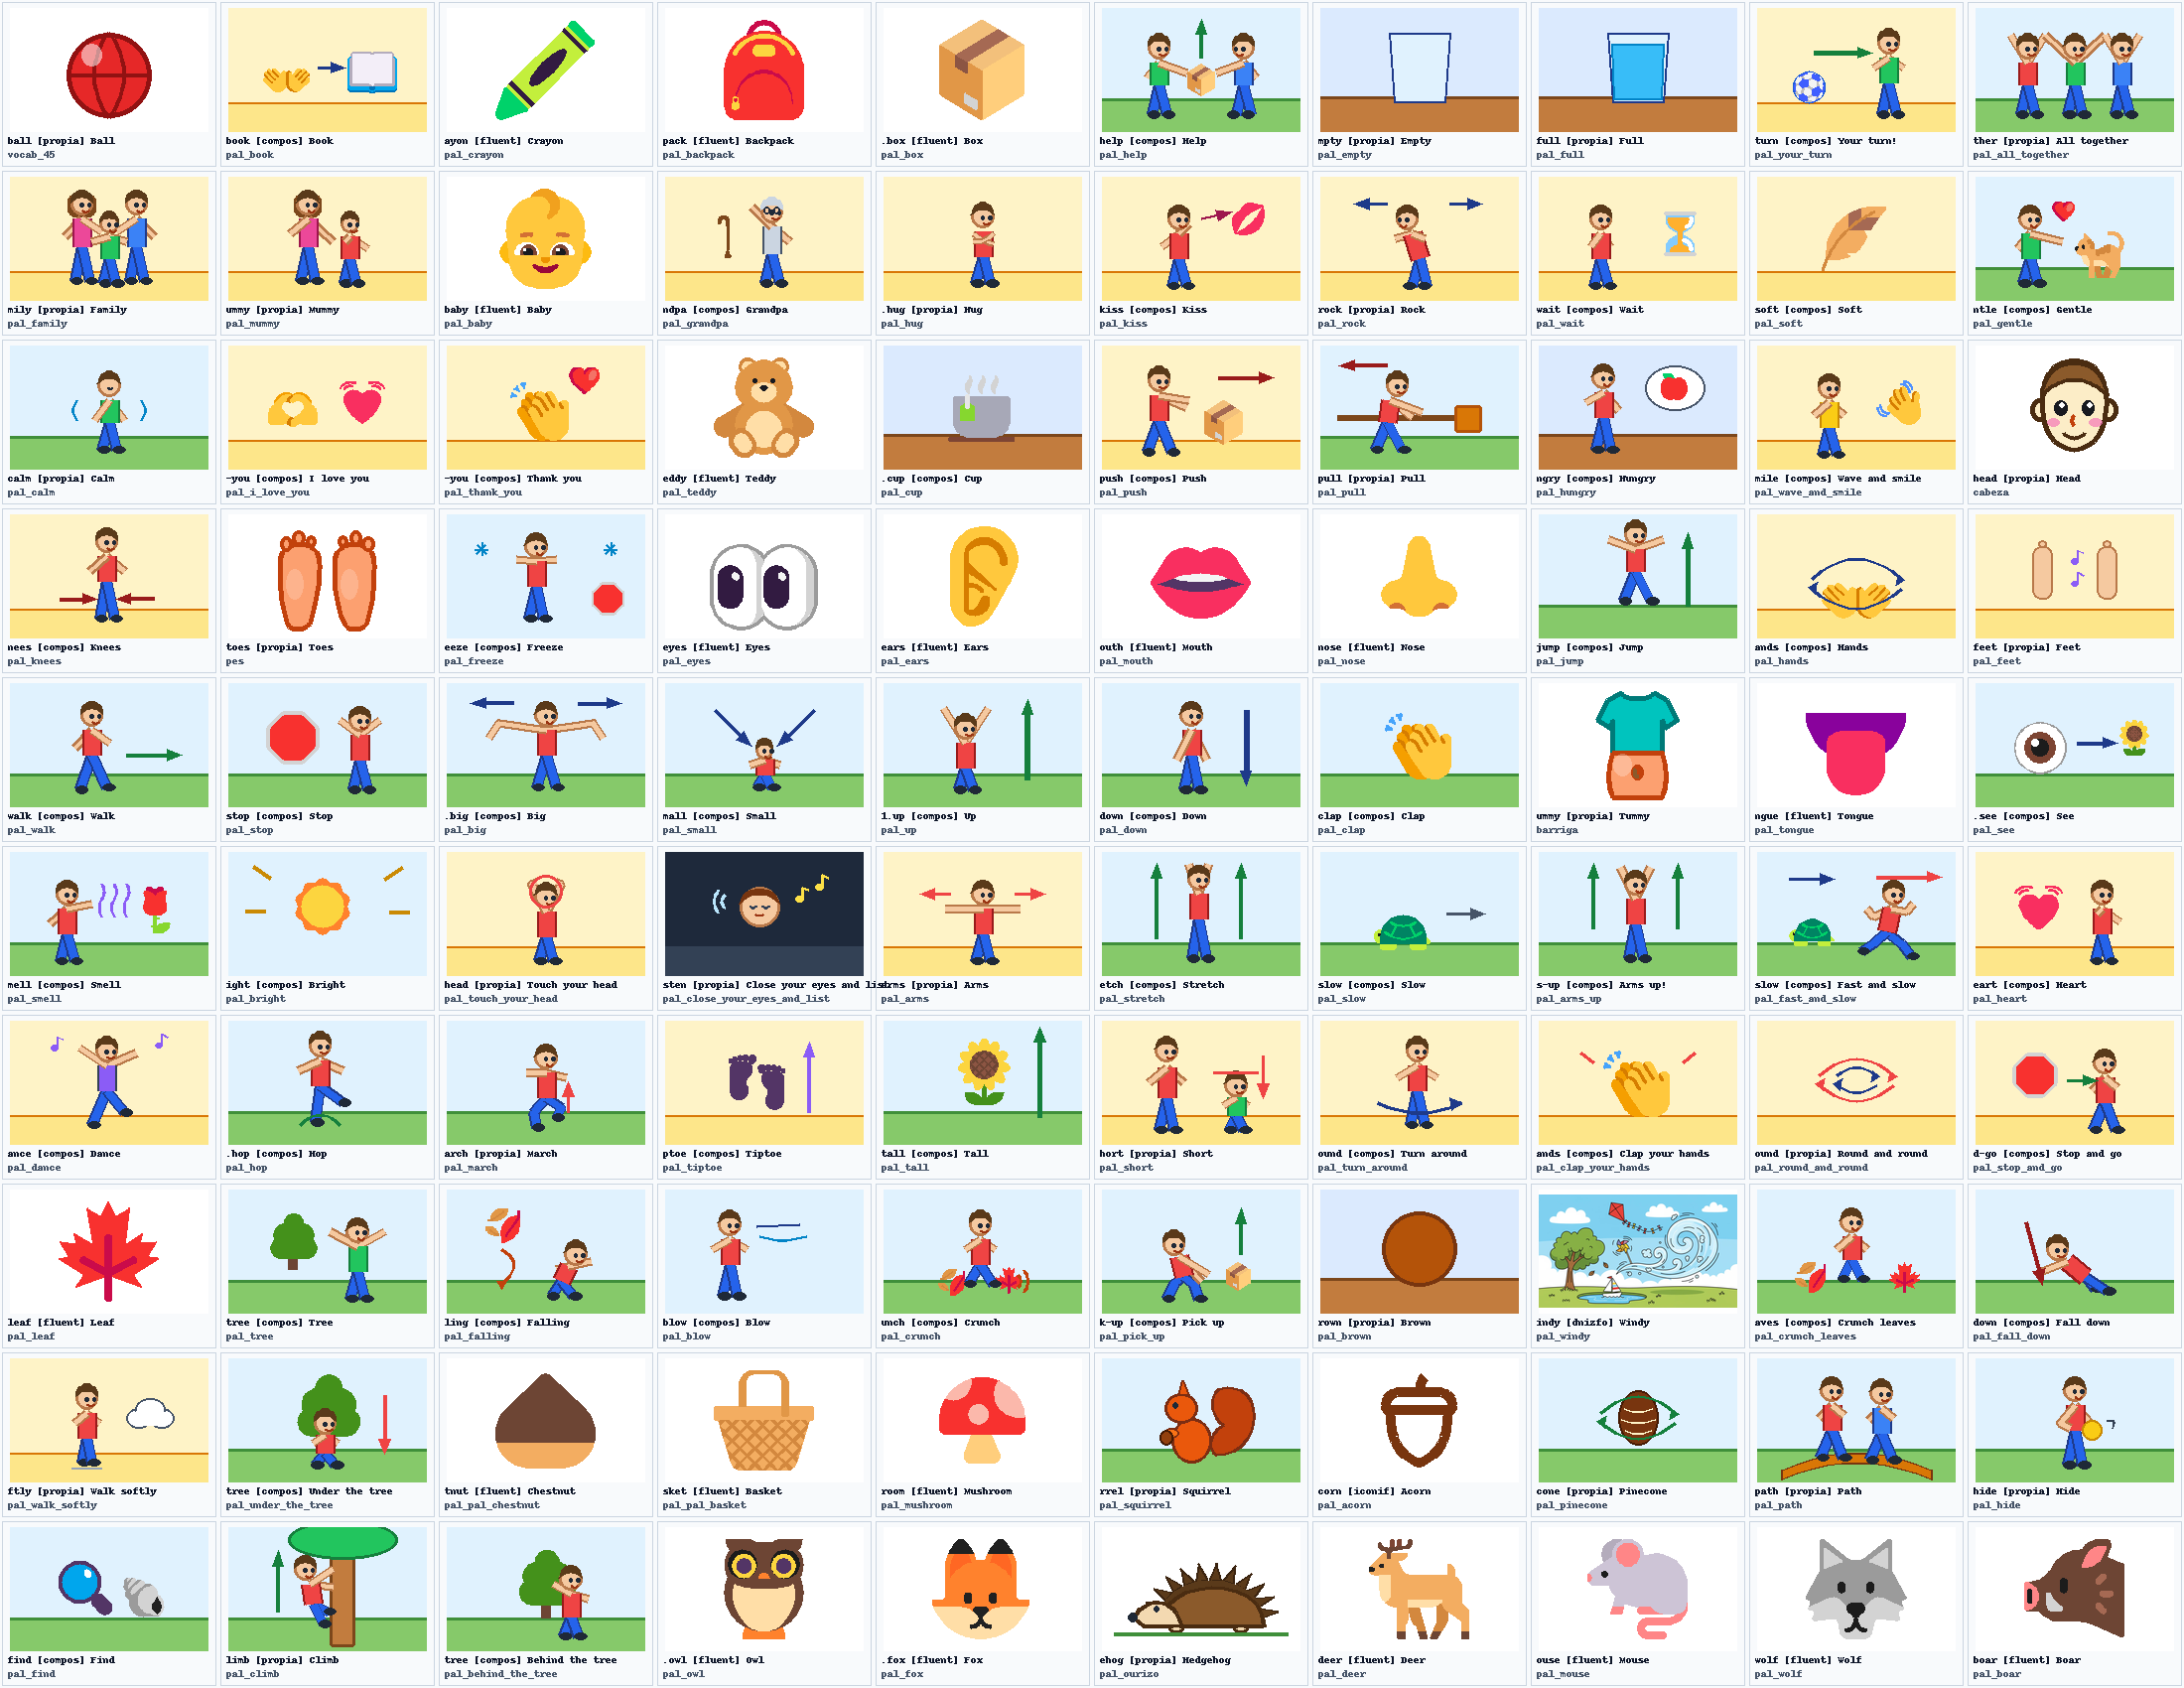 ball [propia] Ball
vocab_45
book [compos] Book
pal_book
ayon [fluent] Crayon
pal_crayon
pack [fluent] Backpack
pal_backpack
.box [fluent] Box
pal_box
help [compos] Help
pal_help
mpty [propia] Empty
pal_empty
full [propia] Full
pal_full
turn [compos] Your turn!
pal_your_turn
ther [propia] All together
pal_all_together
mily [propia] Family
pal_family
ummy [propia] Mummy
pal_mummy
baby [fluent] Baby
pal_baby
ndpa [compos] Grandpa
pal_grandpa
.hug [propia] Hug
pal_hug
kiss [compos] Kiss
pal_kiss
rock [propia] Rock
pal_rock
wait [compos] Wait
pal_wait
soft [compos] Soft
pal_soft
ntle [compos] Gentle
pal_gentle
calm [propia] Calm
pal_calm
-you [compos] I love you
pal_i_love_you
-you [compos] Thank you
pal_thank_you
eddy [fluent] Teddy
pal_teddy
.cup [compos] Cup
pal_cup
push [compos] Push
pal_push
pull [propia] Pull
pal_pull
ngry [compos] Hungry
pal_hungry
mile [compos] Wave and smile
pal_wave_and_smile
head [propia] Head
cabeza
nees [compos] Knees
pal_knees
toes [propia] Toes
pes
eeze [compos] Freeze
pal_freeze
eyes [fluent] Eyes
pal_eyes
ears [fluent] Ears
pal_ears
outh [fluent] Mouth
pal_mouth
nose [fluent] Nose
pal_nose
jump [compos] Jump
pal_jump
ands [compos] Hands
pal_hands
feet [propia] Feet
pal_feet
walk [compos] Walk
pal_walk
stop [compos] Stop
pal_stop
.big [compos] Big
pal_big
mall [compos] Small
pal_small
1.up [compos] Up
pal_up
down [compos] Down
pal_down
clap [compos] Clap
pal_clap
ummy [propia] Tummy
barriga
ngue [fluent] Tongue
pal_tongue
.see [compos] See
pal_see
mell [compos] Smell
pal_smell
ight [compos] Bright
pal_bright
head [propia] Touch your head
pal_touch_your_head
sten [propia] Close your eyes and list
pal_close_your_eyes_and_list
arms [propia] Arms
pal_arms
etch [compos] Stretch
pal_stretch
slow [compos] Slow
pal_slow
s-up [compos] Arms up!
pal_arms_up
slow [compos] Fast and slow
pal_fast_and_slow
eart [compos] Heart
pal_heart
ance [compos] Dance
pal_dance
.hop [compos] Hop
pal_hop
arch [propia] March
pal_march
ptoe [compos] Tiptoe
pal_tiptoe
tall [compos] Tall
pal_tall
hort [propia] Short
pal_short
ound [compos] Turn around
pal_turn_around
ands [compos] Clap your hands
pal_clap_your_hands
ound [propia] Round and round
pal_round_and_round
d-go [compos] Stop and go
pal_stop_and_go
leaf [fluent] Leaf
pal_leaf
tree [compos] Tree
pal_tree
ling [compos] Falling
pal_falling
blow [compos] Blow
pal_blow
unch [compos] Crunch
pal_crunch
k-up [compos] Pick up
pal_pick_up
rown [propia] Brown
pal_brown
indy [dnizfo] Windy
pal_windy
aves [compos] Crunch leaves
pal_crunch_leaves
down [compos] Fall down
pal_fall_down
ftly [propia] Walk softly
pal_walk_softly
tree [compos] Under the tree
pal_under_the_tree
tnut [fluent] Chestnut
pal_pal_chestnut
sket [fluent] Basket
pal_pal_basket
room [fluent] Mushroom
pal_mushroom
rrel [propia] Squirrel
pal_squirrel
corn [iconif] Acorn
pal_acorn
cone [propia] Pinecone
pal_pinecone
path [propia] Path
pal_path
hide [propia] Hide
pal_hide
find [compos] Find
pal_find
limb [propia] Climb
pal_climb
tree [compos] Behind the tree
pal_behind_the_tree
.owl [fluent] Owl
pal_owl
.fox [fluent] Fox
pal_fox
ehog [propia] Hedgehog
pal_ourizo
deer [fluent] Deer
pal_deer
ouse [fluent] Mouse
pal_mouse
wolf [fluent] Wolf
pal_wolf
boar [fluent] Boar
pal_boar